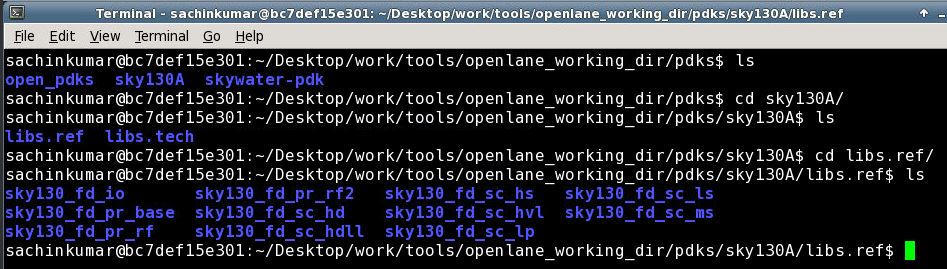 Terminal - sachinkumar@bc7def15e301: ~/Desktop/work/tools/openlane_working_dir/pdks/sky130A/libs.ref
File Edit View Terminal Go Help
sachinkumar@bc7def15e301:~/Desktop/work/tools/openlane_working_dir/pdks$ ls
open_pdks sky130A skywater-pdk
sachinkumar@bc7def15e301:~/Desktop/work/tools/openlane_working_dir/pdks$ cd sky130A/
sachinkumar@bc7def15e301:~/Desktop/work/tools/openlane_working_dir/pdks/sky130A$ ls
libs.ref libs.tech
sachinkumar@bc7def15e301:~/Desktop/work/tools/openlane_working_dir/pdks/sky130A$ cd libs.ref/
sachinkumar@bc7def15e301:~/Desktop/work/tools/openlane_working_dir/pdks/sky130A/libs.ref$ ls
sky130_fd_io sky130_fd_pr_rf2 sky130_fd_sc_hs sky130_fd_sc_ls
sky130_fd_pr_base sky130_fd_sc_hd sky130_fd_sc_hvl sky130_fd_sc_ms
sky130_fd_pr_rf sky130_fd_sc_hdll sky130_fd_sc_lp
sachinkumar@bc7def15e301:~/Desktop/work/tools/openlane_working_dir/pdks/sky130A/libs.ref$